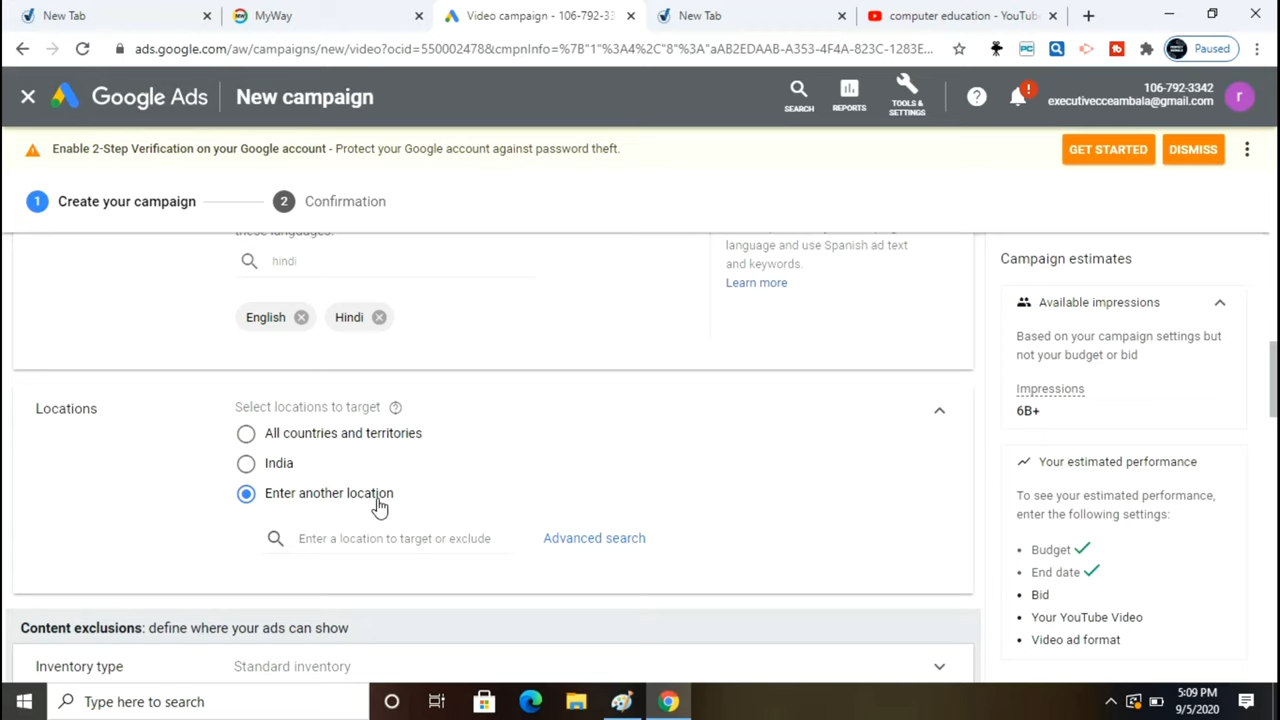 New Tab
MyWay
Video campaign - 106-792-33
New Tab
computer education - YouTube
ads.google.com/aw/campaigns/new/video?ocid=550002478&cmpnInfo=%7B"1"%3A4%2C"8"%3A"aAB2EDAAB-A353-4F4A-823C-1283E...
Paused
Google Ads
New campaign
SEARCH
REPORTS
TOOLS &
SETTINGS
106-792-3342
executivecceambala@gmail.com
r
Enable 2-Step Verification on your Google account - Protect your Google account against password theft.
GET STARTED
DISMISS
1 Create your campaign
2 Confirmation
these languages.
hindi
English
Hindi
language and use Spanish ad text
and keywords.
Learn more
Locations
Select locations to target
All countries and territories
India
Enter another location
Enter a location to target or exclude
Advanced search
Content exclusions: define where your ads can show
Inventory type
Standard inventory
Campaign estimates
Available impressions
Based on your campaign settings but
not your budget or bid
Impressions
6B+
Your estimated performance
To see your estimated performance,
enter the following settings:
• Budget
• End date
• Bid
• Your YouTube Video
• Video ad format
Type here to search
5:09 PM
9/5/2020